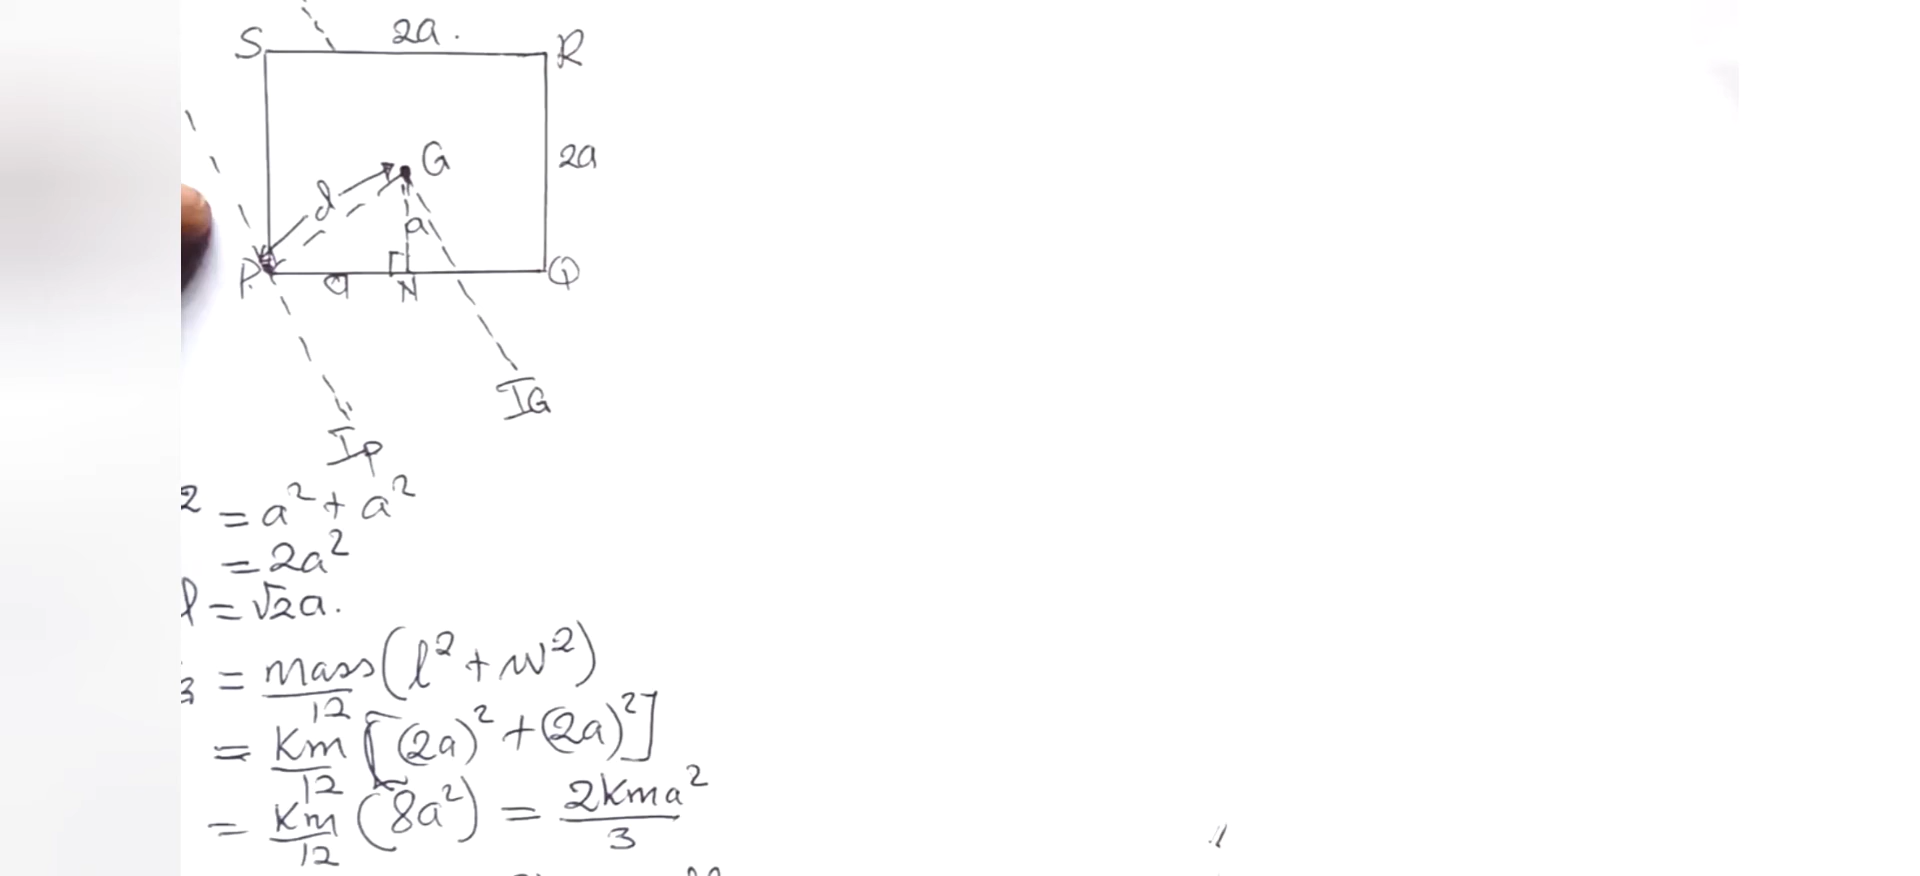 2a.
S R
G 2a
d
a
P a N Q
IG
Ip
2 = a² + a²
= 2a²
= √2a.
= mass/12 (l² + w²)
= Km/12 [(2a)² + (2a)²]
= Km/12 (8a²) = 2Kma²/3